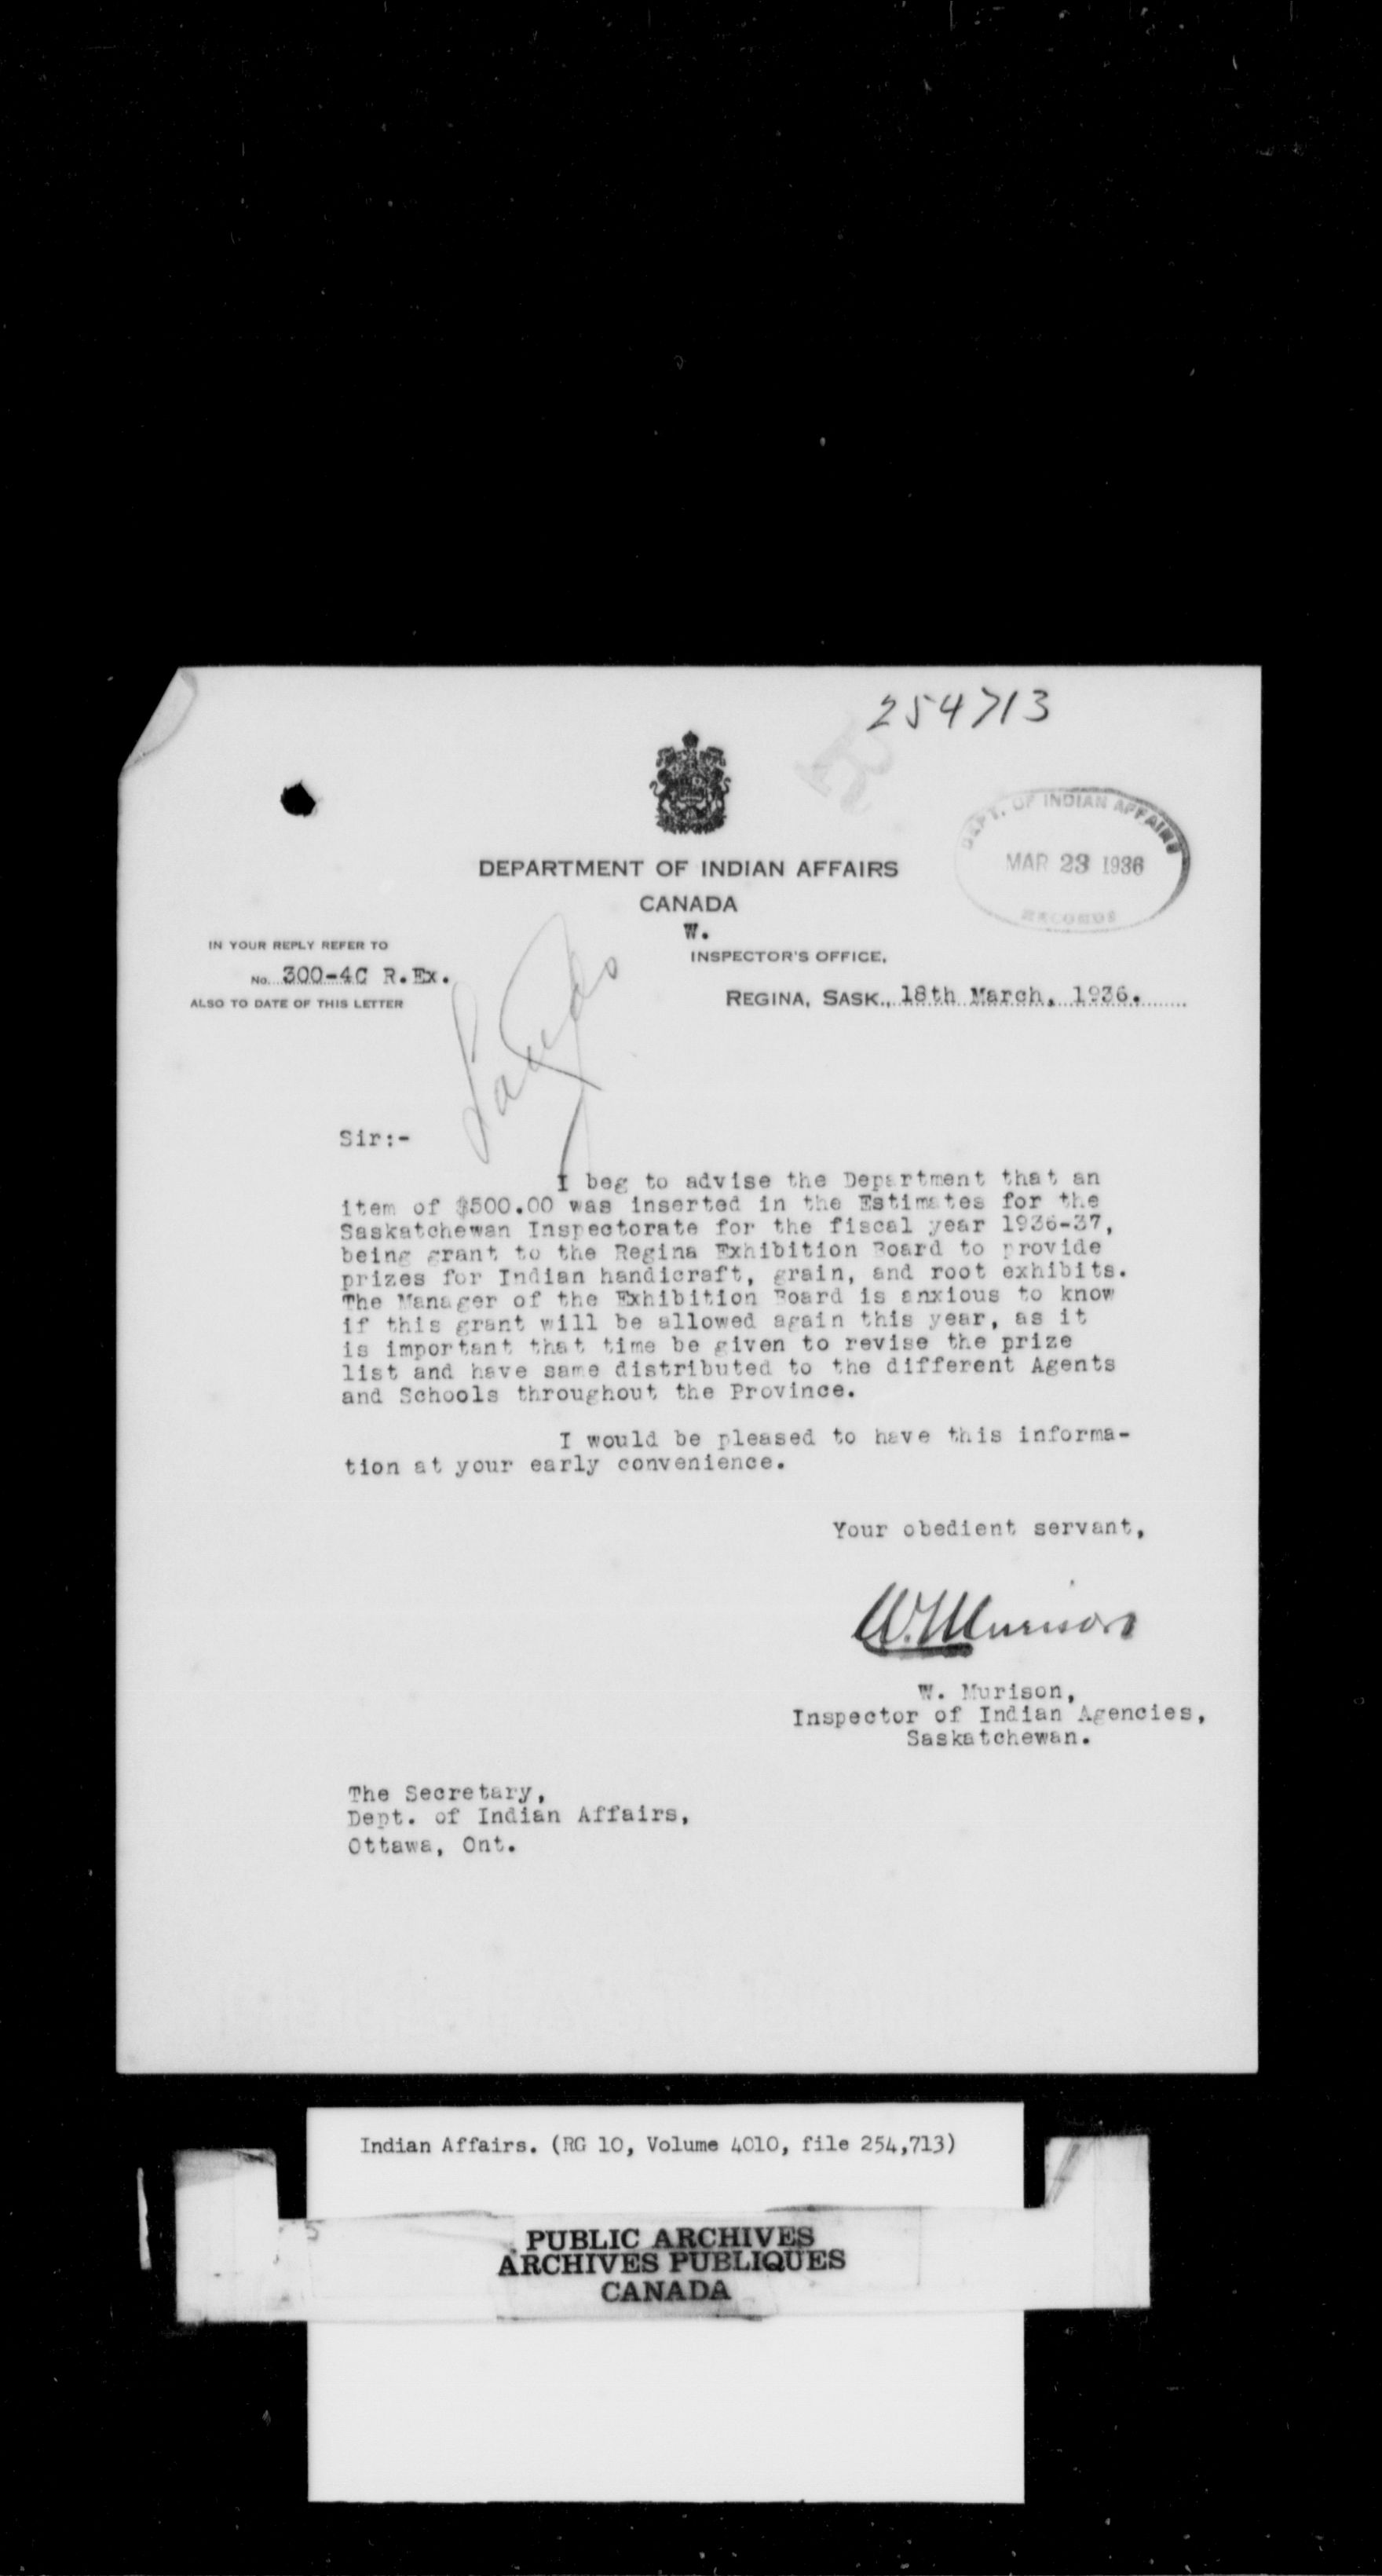 254713
DEPT. OF INDIAN AFFAIRS
MAR 23 1936
RECORDS
DEPARTMENT OF INDIAN AFFAIRS
CANADA
W.
IN YOUR REPLY REFER TO
INSPECTOR'S OFFICE,
No. 300-4C R.Ex.
ALSO TO DATE OF THIS LETTER
REGINA, SASK., 18th March, 1936.
Sir:-
I beg to advise the Department that an
item of $500.00 was inserted in the Estimates for the
Saskatchewan Inspectorate for the fiscal year 1936-37,
being grant to the Regina Exhibition Board to provide
prizes for Indian handicraft, grain, and root exhibits.
The Manager of the Exhibition Board is anxious to know
if this grant will be allowed again this year, as it
is important that time be given to revise the prize
list and have same distributed to the different Agents
and Schools throughout the Province.
I would be pleased to have this informa-
tion at your early convenience.
Your obedient servant,
W. Murison
W. Murison,
Inspector of Indian Agencies,
Saskatchewan.
The Secretary,
Dept. of Indian Affairs,
Ottawa, Ont.
Indian Affairs. (RG 10, Volume 4010, file 254,713)
PUBLIC ARCHIVES
ARCHIVES PUBLIQUES
CANADA